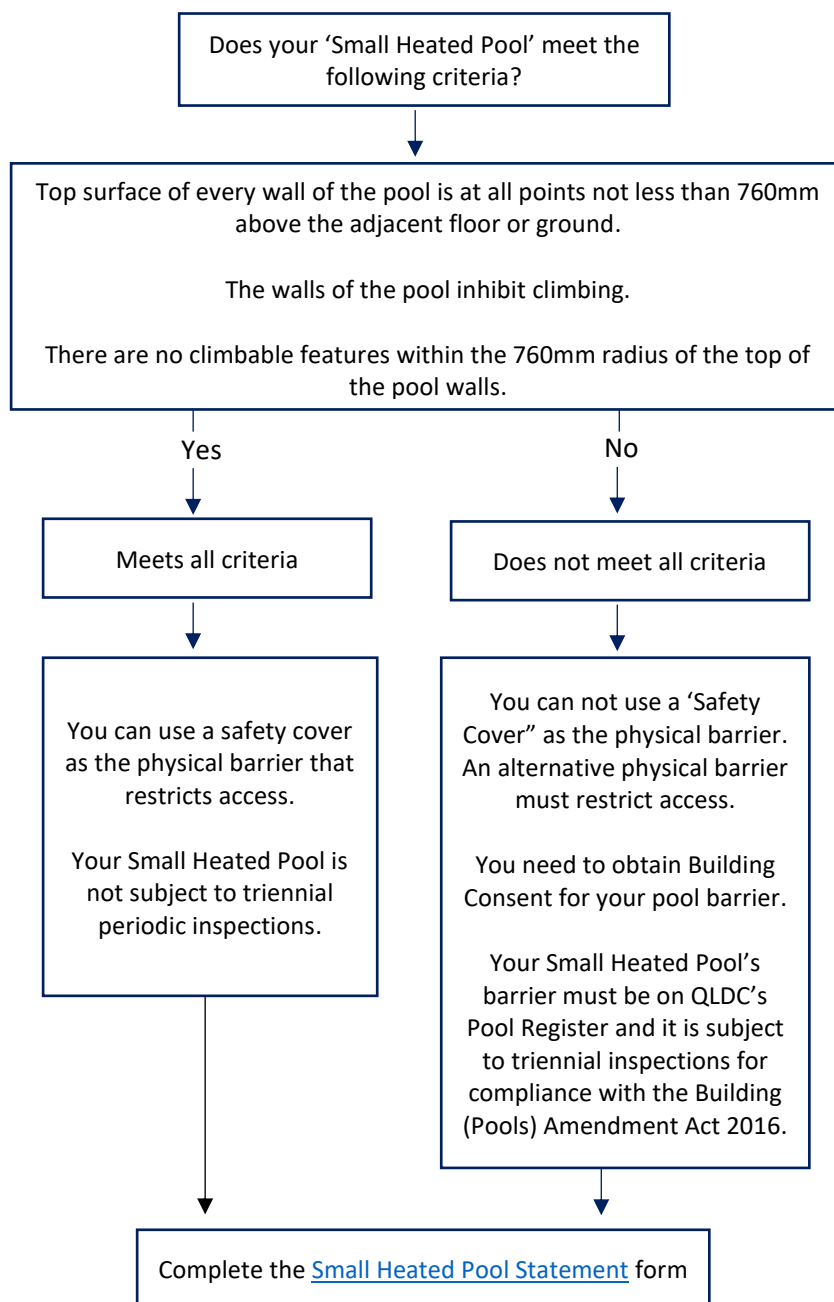 Does your ‘Small Heated Pool’ meet the
following criteria?
Top surface of every wall of the pool is at all points not less than 760mm
above the adjacent floor or ground.
The walls of the pool inhibit climbing.
There are no climbable features within the 760mm radius of the top of
the pool walls.
Yes
No
Meets all criteria
Does not meet all criteria
You can use a safety cover
as the physical barrier that
restricts access.
Your Small Heated Pool is
not subject to triennial
periodic inspections.
You can not use a ‘Safety
Cover” as the physical barrier.
An alternative physical barrier
must restrict access.
You need to obtain Building
Consent for your pool barrier.
Your Small Heated Pool’s
barrier must be on QLDC’s
Pool Register and it is subject
to triennial inspections for
compliance with the Building
(Pools) Amendment Act 2016.
Complete the Small Heated Pool Statement form